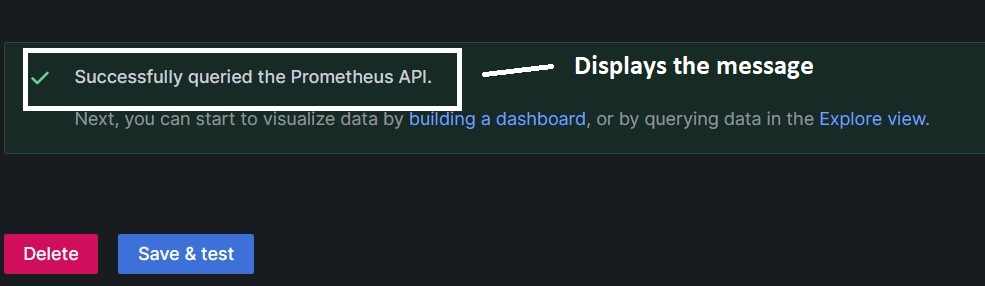 Successfully queried the Prometheus API.
Displays the message
Next, you can start to visualize data by building a dashboard, or by querying data in the Explore view.
Delete
Save & test